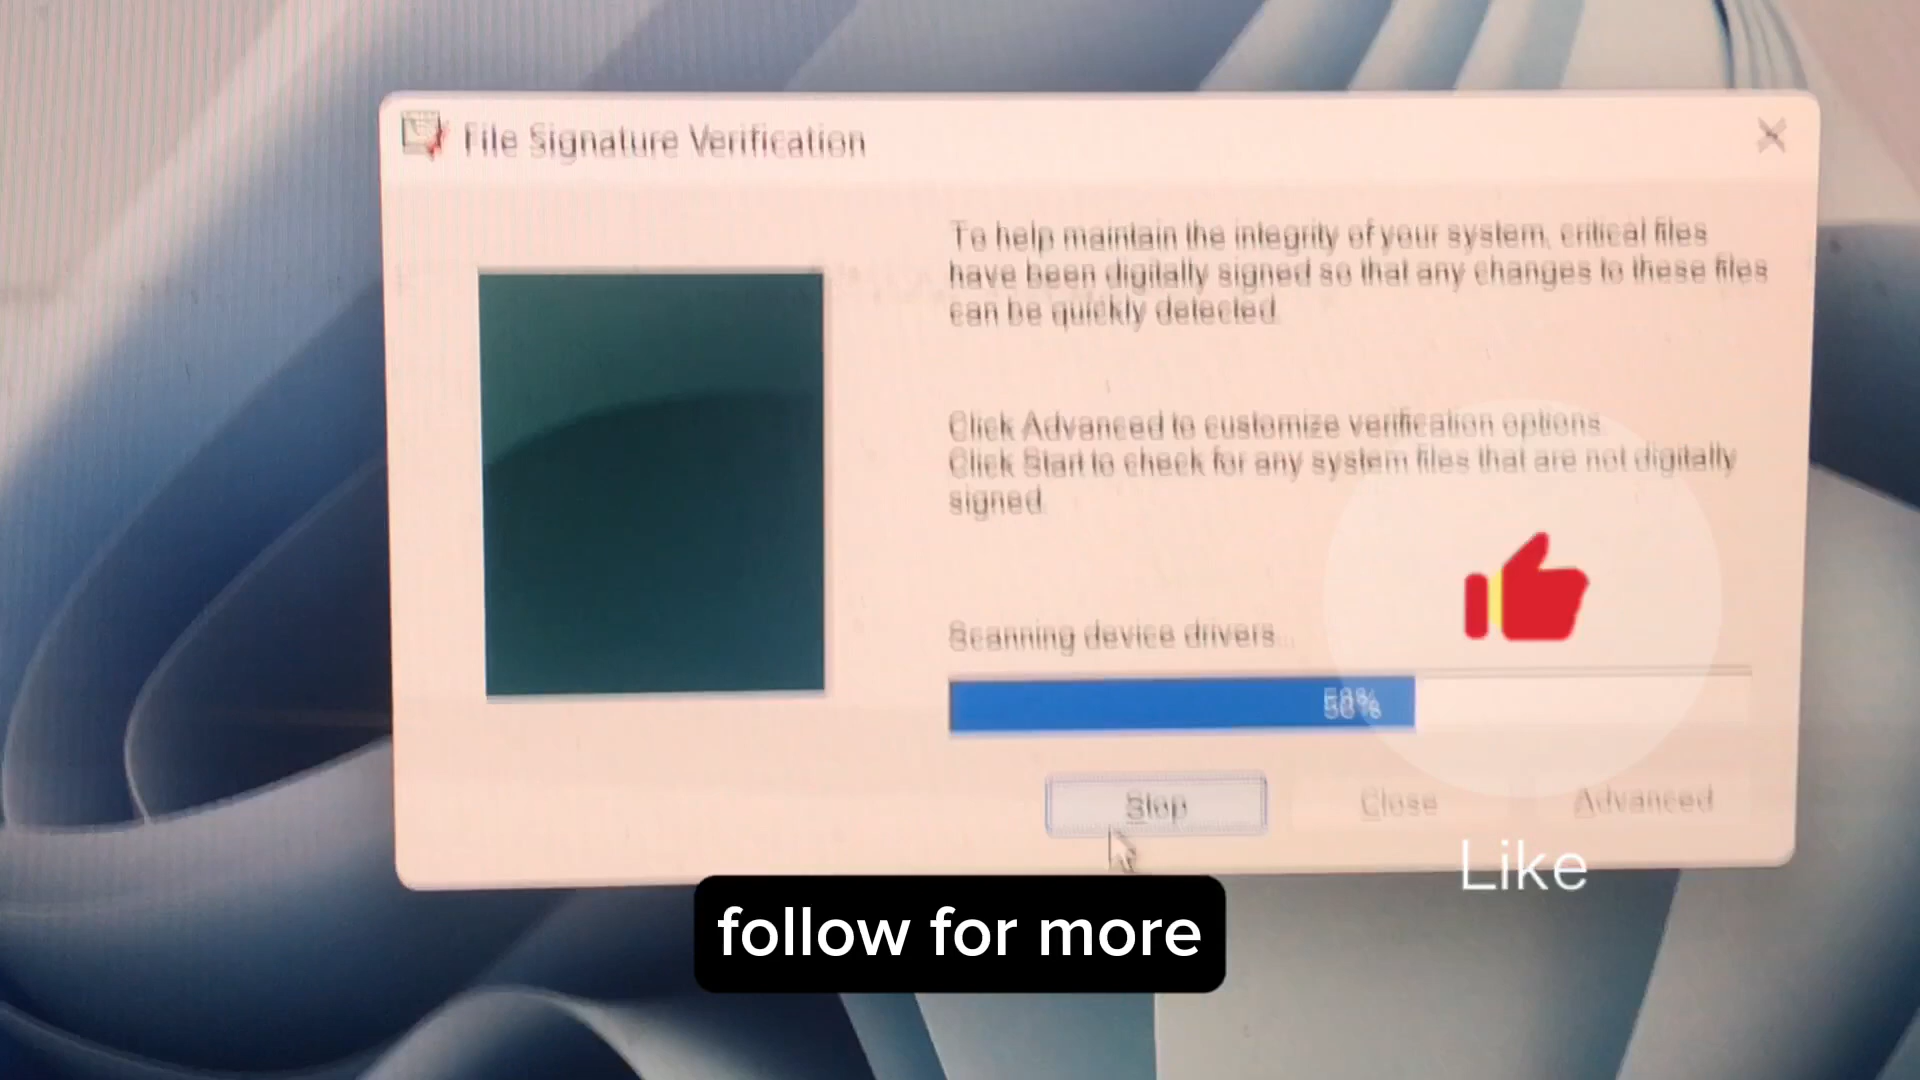 File Signature Verification
To help maintain the integrity of your system, critical files
have been digitally signed so that any changes to these files
can be quickly detected.
Click Advanced to customize verification options.
Click Start to check for any system files that are not digitally
signed.
Scanning device drivers...
Stop
Close
Advanced
Like
follow for more